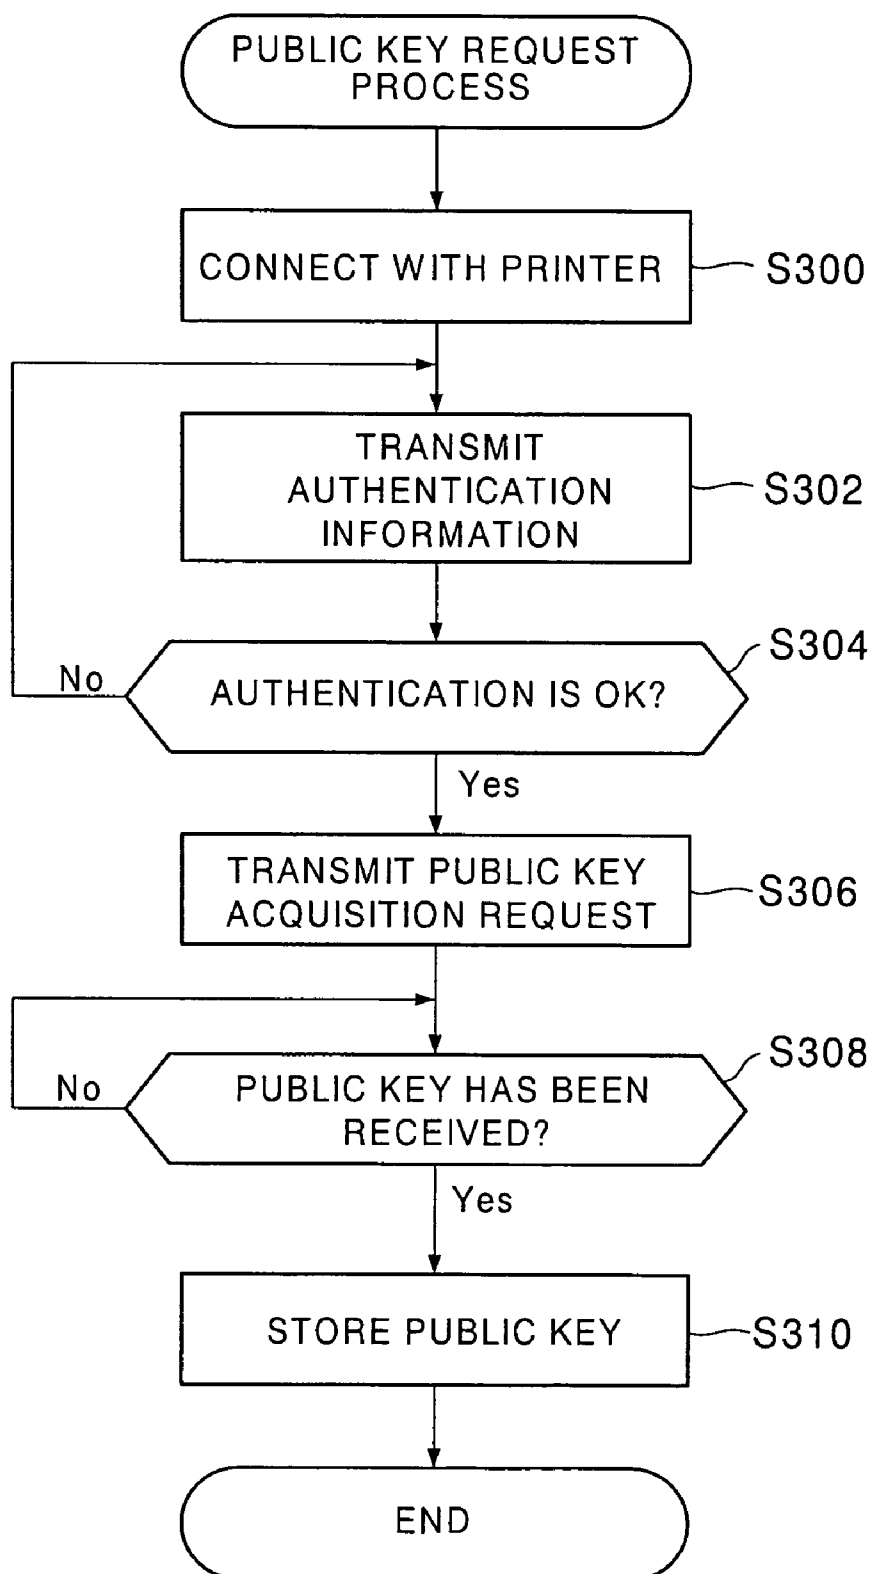 PUBLIC KEY REQUEST
PROCESS
CONNECT WITH PRINTER
S300
TRANSMIT
AUTHENTICATION
INFORMATION
S302
S304
No
AUTHENTICATION IS OK?
Yes
TRANSMIT PUBLIC KEY
ACQUISITION REQUEST
S306
S308
No
PUBLIC KEY HAS BEEN
RECEIVED?
Yes
STORE PUBLIC KEY
S310
END